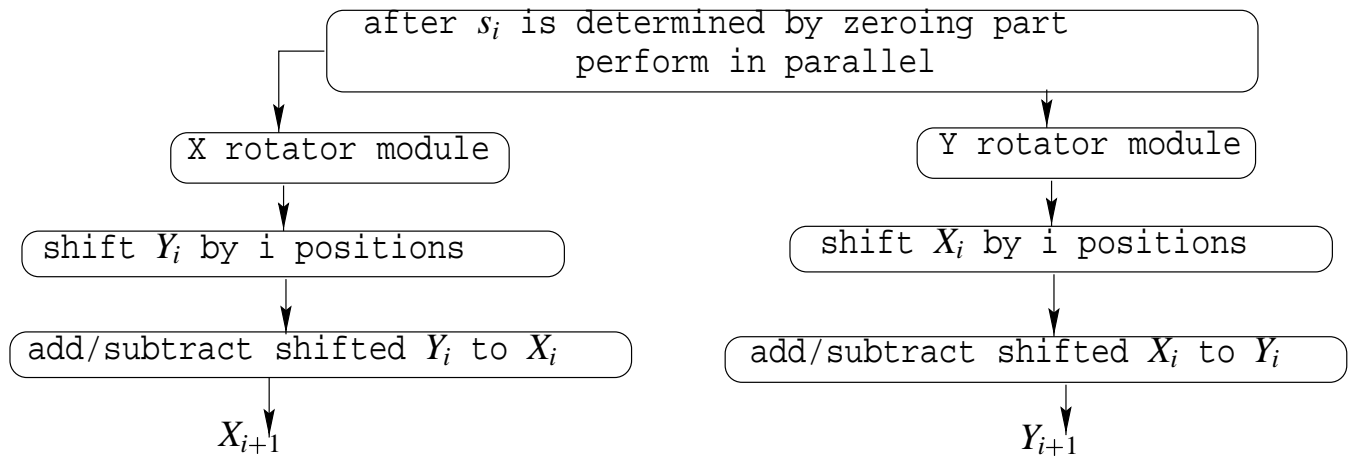 after s_i is determined by zeroing part
perform in parallel
X rotator module
Y rotator module
shift Y_i by i positions
shift X_i by i positions
add/subtract shifted Y_i to X_i
add/subtract shifted X_i to Y_i
X_{i+1}
Y_{i+1}